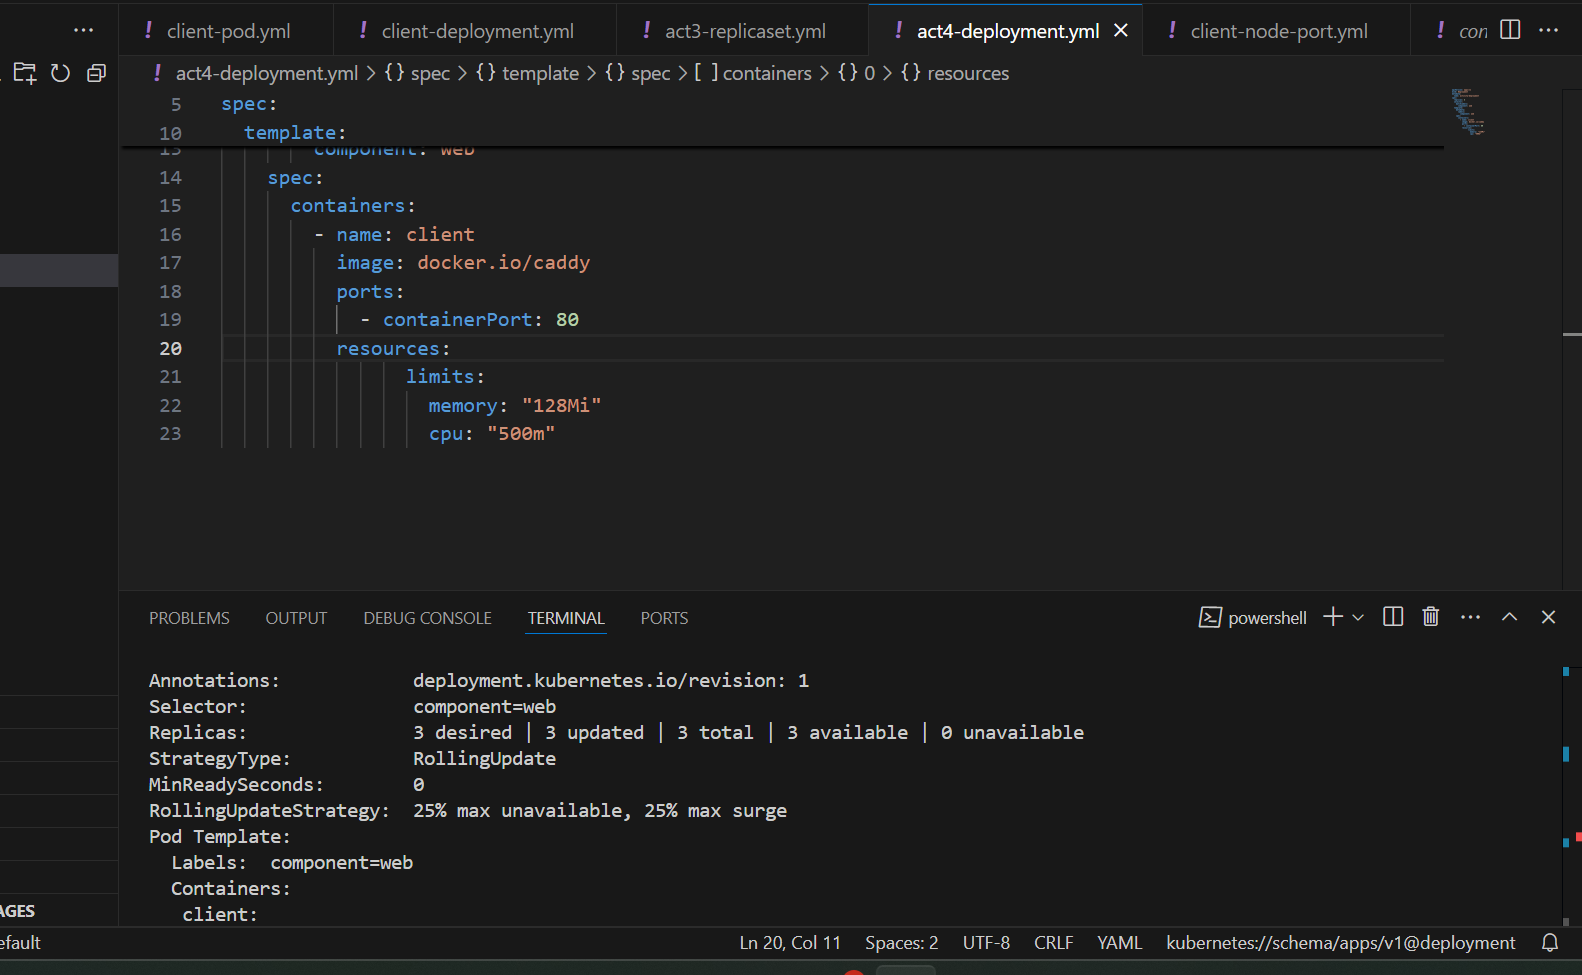 ! client-pod.yml ! client-deployment.yml ! act3-replicaset.yml ! act4-deployment.yml ! client-node-port.yml ! con
! act4-deployment.yml > {} spec > {} template > {} spec > [ ] containers > {} 0 > {} resources
5 spec:
10 template:
13 component: web
14 spec:
15 containers:
16 - name: client
17 image: docker.io/caddy
18 ports:
19 - containerPort: 80
20 resources:
21 limits:
22 memory: "128Mi"
23 cpu: "500m"
PROBLEMS OUTPUT DEBUG CONSOLE TERMINAL PORTS powershell
Annotations: deployment.kubernetes.io/revision: 1
Selector: component=web
Replicas: 3 desired | 3 updated | 3 total | 3 available | 0 unavailable
StrategyType: RollingUpdate
MinReadySeconds: 0
RollingUpdateStrategy: 25% max unavailable, 25% max surge
Pod Template:
Labels: component=web
Containers:
client:
AGES
efault Ln 20, Col 11 Spaces: 2 UTF-8 CRLF YAML kubernetes://schema/apps/v1@deployment